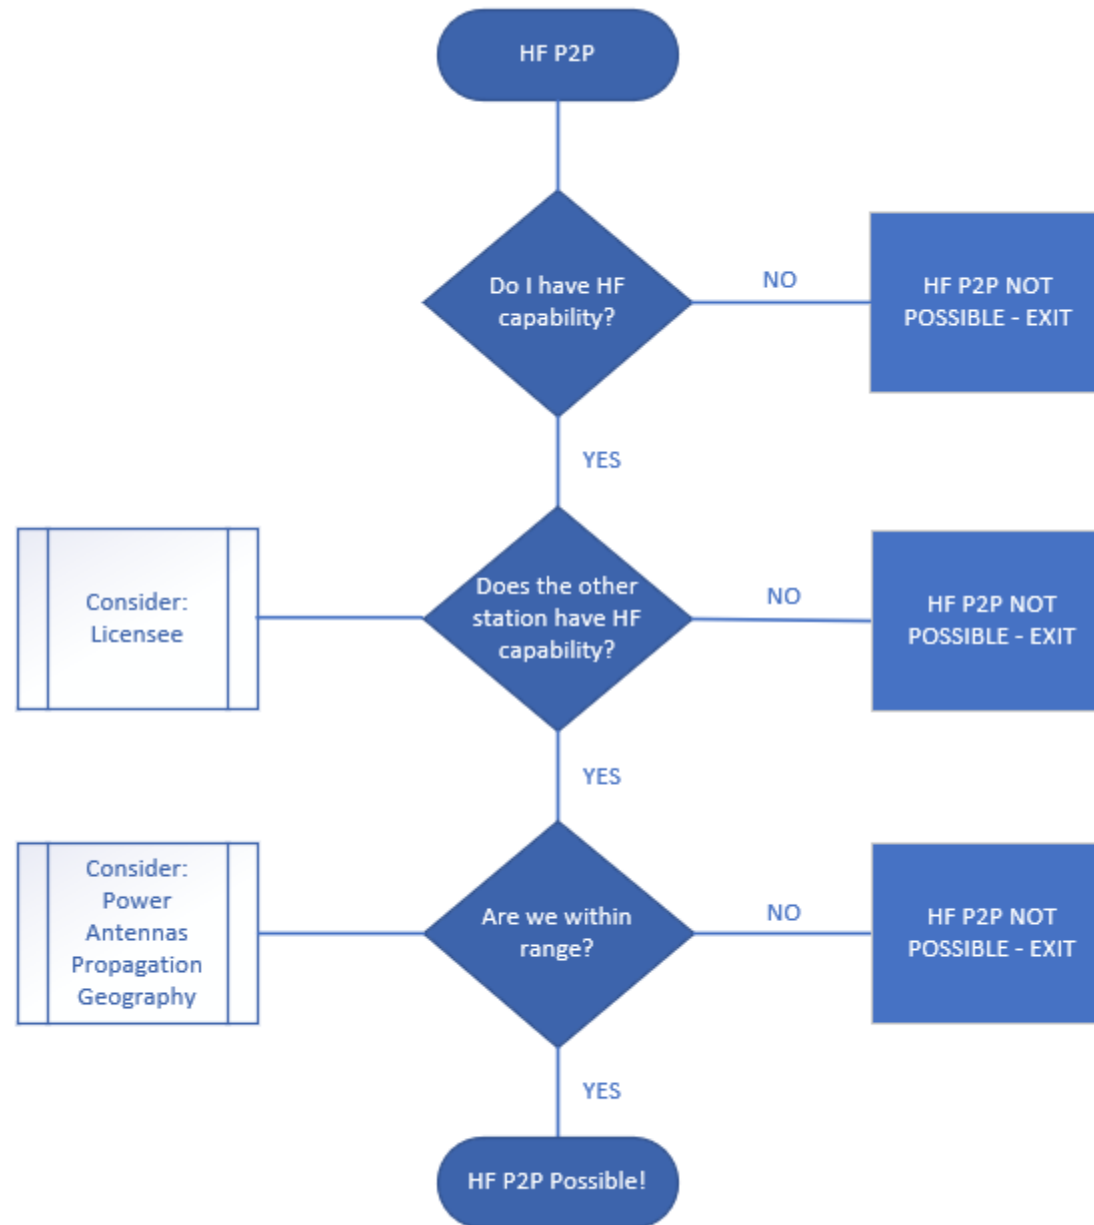 HF P2P
Do I have HF
capability?
NO
HF P2P NOT
POSSIBLE - EXIT
YES
Consider:
Licensee
Does the other
station have HF
capability?
NO
HF P2P NOT
POSSIBLE - EXIT
YES
Consider:
Power
Antennas
Propagation
Geography
Are we within
range?
NO
HF P2P NOT
POSSIBLE - EXIT
YES
HF P2P Possible!